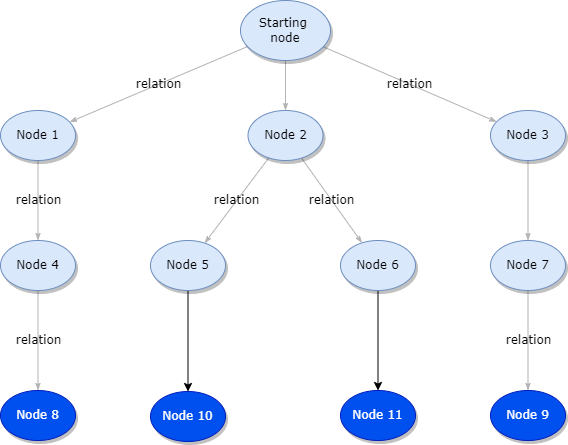 Starting
node
relation
relation
Node 1
Node 2
Node 3
relation
relation
relation
Node 4
Node 5
Node 6
Node 7
relation
relation
Node 8
Node 10
Node 11
Node 9